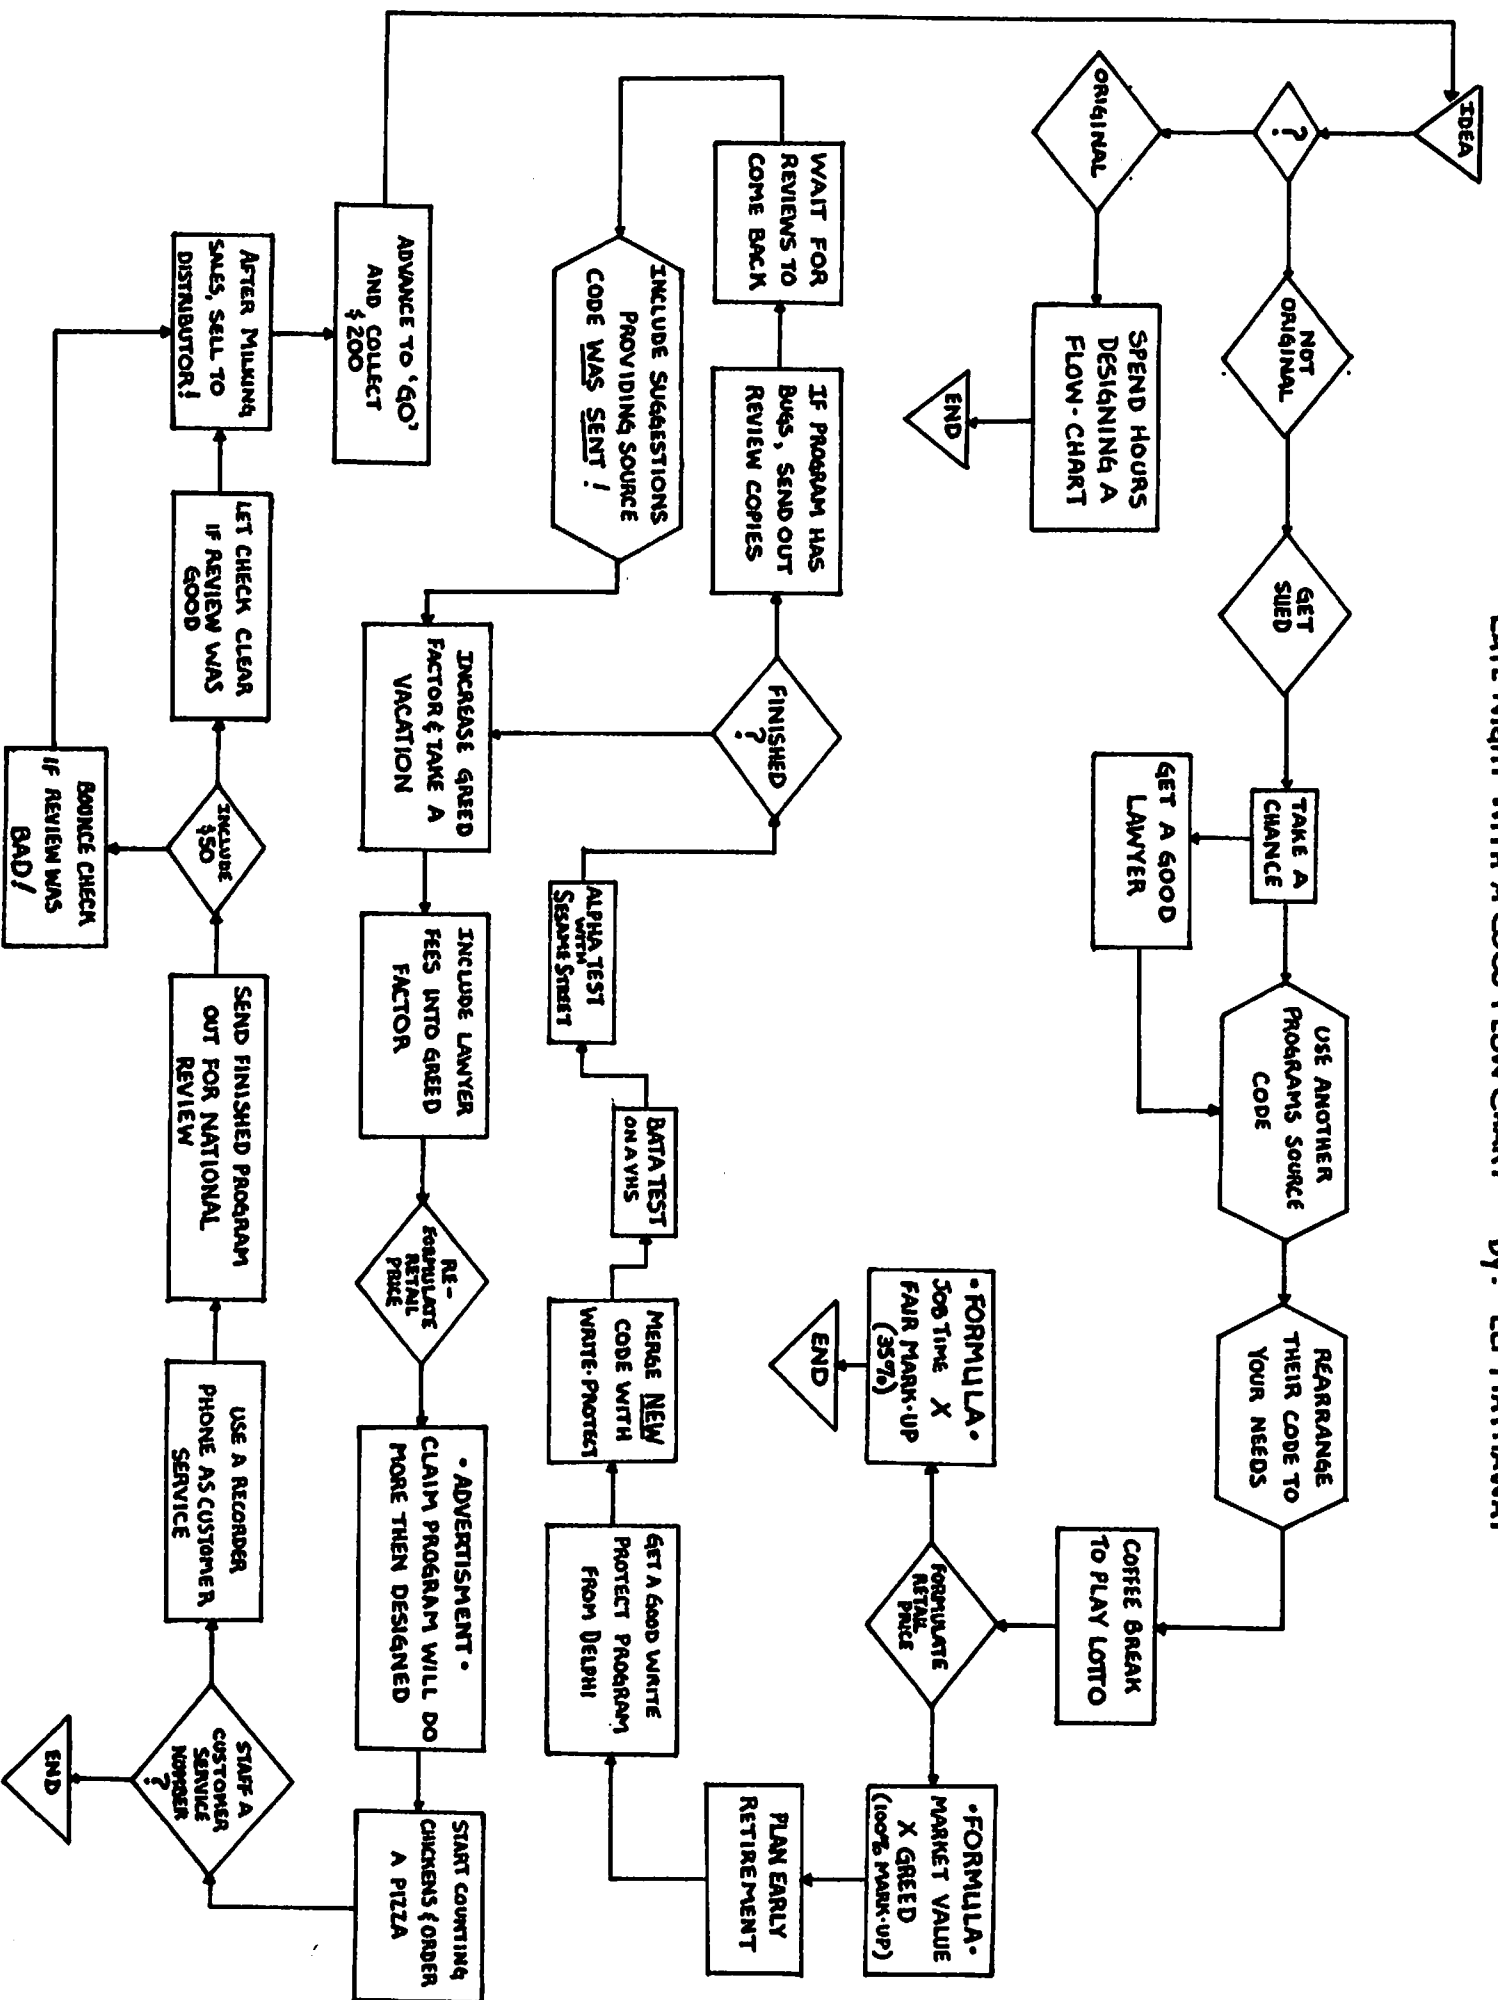 IDEA
?
NOT
ORIGINAL
GET
SUED
TAKE A
CHANCE
GET A GOOD
LAWYER
USE ANOTHER
PROGRAMS SOURCE
CODE
REARRANGE
THEIR CODE TO
YOUR NEEDS
ORIGINAL
SPEND HOURS
DESIGNING A
FLOW-CHART
END
COFFEE BREAK
TO PLAY LOTTO
FORMULATE
RETAIL
PRICE
•FORMULA•
JOB TIME X
FAIR MARK-UP
(35%)
END
•FORMULA•
MARKET VALUE
X GREED
(100% MARK-UP)
PLAN EARLY
RETIREMENT
GET A GOOD WRITE
PROTECT PROGRAM
FROM DELPHI
MERGE NEW
CODE WITH
WRITE-PROTECT
BATA TEST
ON A VHS
ALPHA TEST
WITH
SESAME STREET
FINISHED
?
IF PROGRAM HAS
BUGS, SEND OUT
REVIEW COPIES
WAIT FOR
REVIEWS TO
COME BACK
INCLUDE SUGGESTIONS
PROVIDING SOURCE
CODE WAS SENT!
INCREASE GREED
FACTOR & TAKE A
VACATION
INCLUDE LAWYER
FEES INTO GREED
FACTOR
RE-
FORMULATE
RETAIL
PRICE
•ADVERTISMENT•
CLAIM PROGRAM WILL DO
MORE THEN DESIGNED
START COUNTING
CHICKENS & ORDER
A PIZZA
STAFF A
CUSTOMER
SERVICE
NUMBER
?
END
USE A RECORDER
PHONE AS CUSTOMER
SERVICE
SEND FINISHED PROGRAM
OUT FOR NATIONAL
REVIEW
INCLUDE
$50
LET CHECK CLEAR
IF REVIEW WAS
GOOD
BOUNCE CHECK
IF REVIEW WAS
BAD!
AFTER MILKING
SALES, SELL TO
DISTRIBUTOR!
ADVANCE TO 'GO'
AND COLLECT
$200